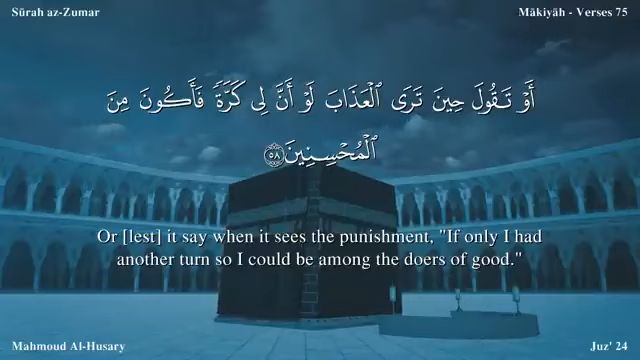 Sūrah az-Zumar
Mākiyāh - Verses 75
أَوْ تَقُولَ حِينَ تَرَى ٱلْعَذَابَ لَوْ أَنَّ لِى كَرَّةً فَأَكُونَ مِنَ
ٱلْمُحْسِنِينَ ٥٨
Or [lest] it say when it sees the punishment, "If only I had
another turn so I could be among the doers of good."
Mahmoud Al-Husary
Juz' 24